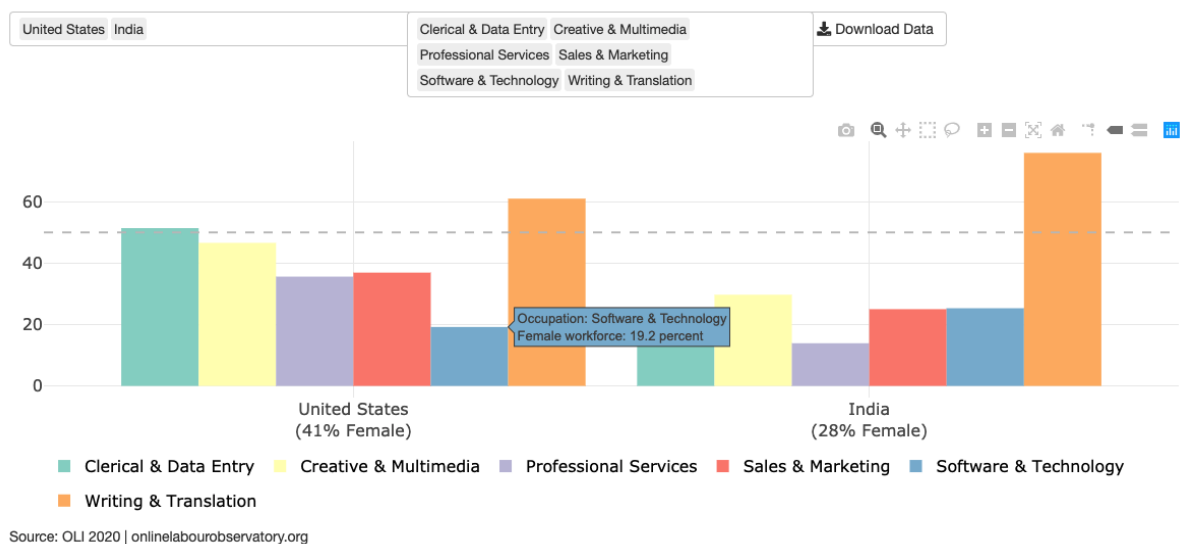 United States India
Clerical & Data Entry Creative & Multimedia
Professional Services Sales & Marketing
Software & Technology Writing & Translation
Download Data
60
40
20
0
Occupation: Software & Technology
Female workforce: 19.2 percent
United States
(41% Female)
India
(28% Female)
Clerical & Data Entry Creative & Multimedia Professional Services Sales & Marketing Software & Technology
Writing & Translation
Source: OLI 2020 | onlinelabourobservatory.org